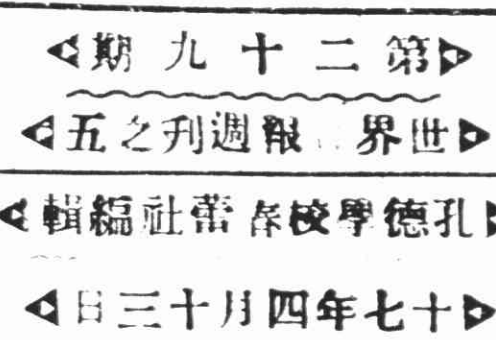 第二十九期
世界報週刊之五
孔德學校蕾社編輯
十七年四月十三日